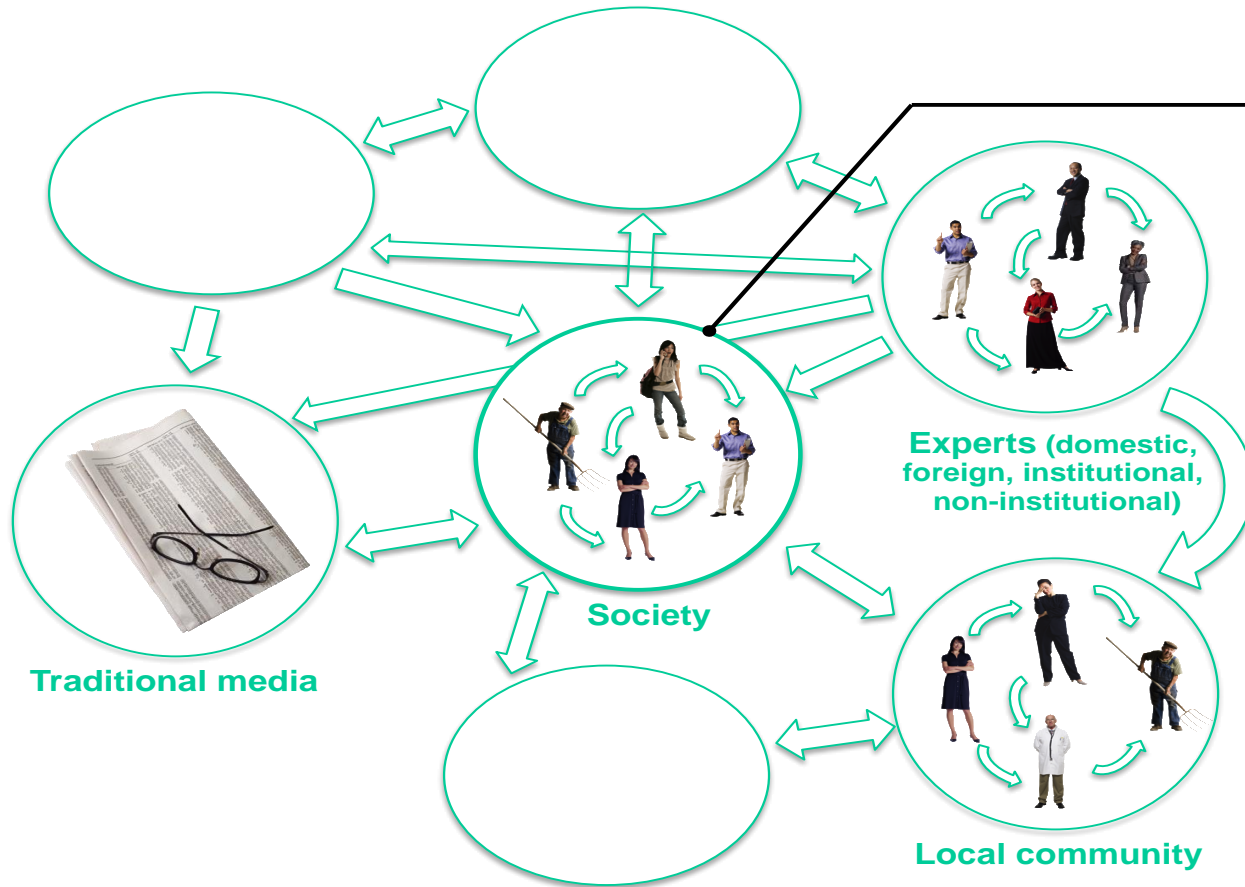 Experts (domestic,
foreign, institutional,
non-institutional)
Society
Traditional media
Local community